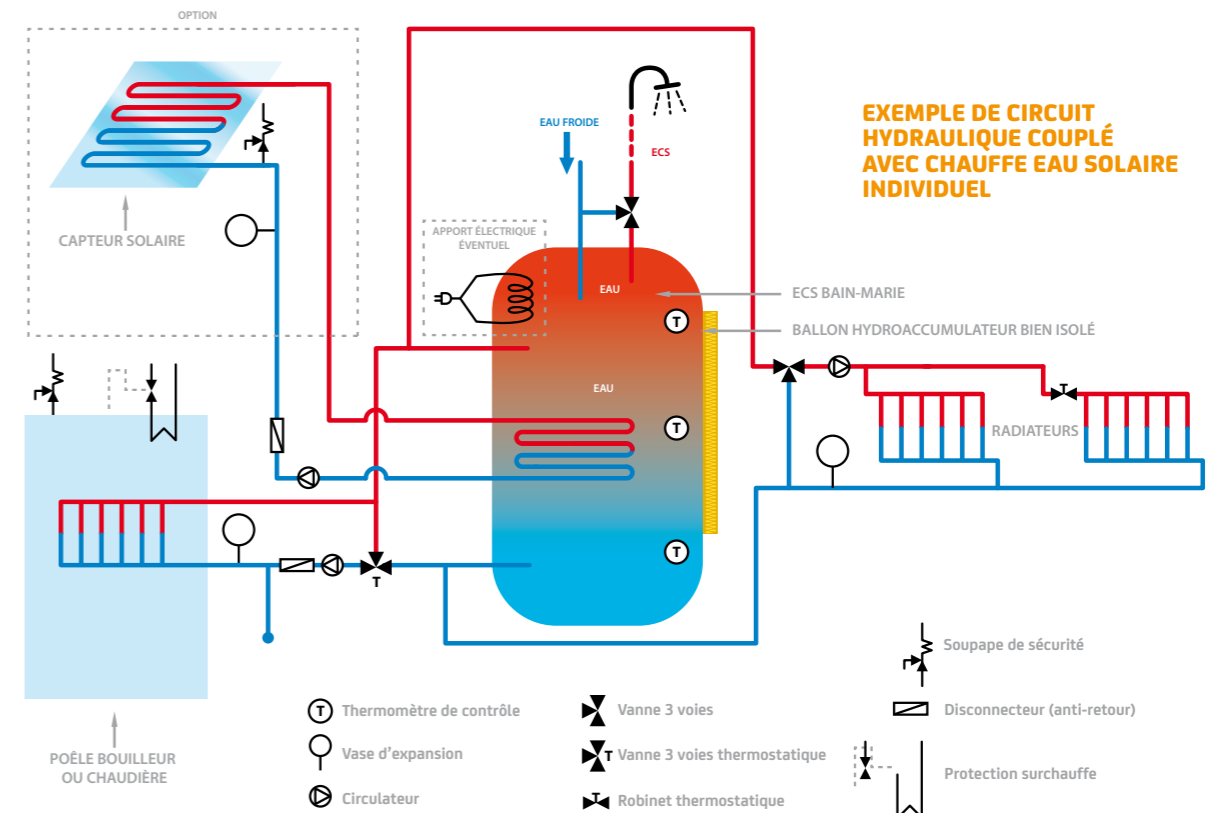 OPTION
EXEMPLE DE CIRCUIT
HYDRAULIQUE COUPLÉ
AVEC CHAUFFE EAU SOLAIRE
INDIVIDUEL
EAU FROIDE
ECS
CAPTEUR SOLAIRE
APPORT ÉLECTRIQUE
ÉVENTUEL
EAU
ECS BAIN-MARIE
T
BALLON HYDROACCUMULATEUR BIEN ISOLÉ
EAU
T
T
RADIATEURS
T
T
POÊLE BOUILLEUR
OU CHAUDIÈRE
T Thermomètre de contrôle
Vase d'expansion
Circulateur
Vanne 3 voies
T Vanne 3 voies thermostatique
T Robinet thermostatique
Soupape de sécurité
Disconnecteur (anti-retour)
Protection surchauffe